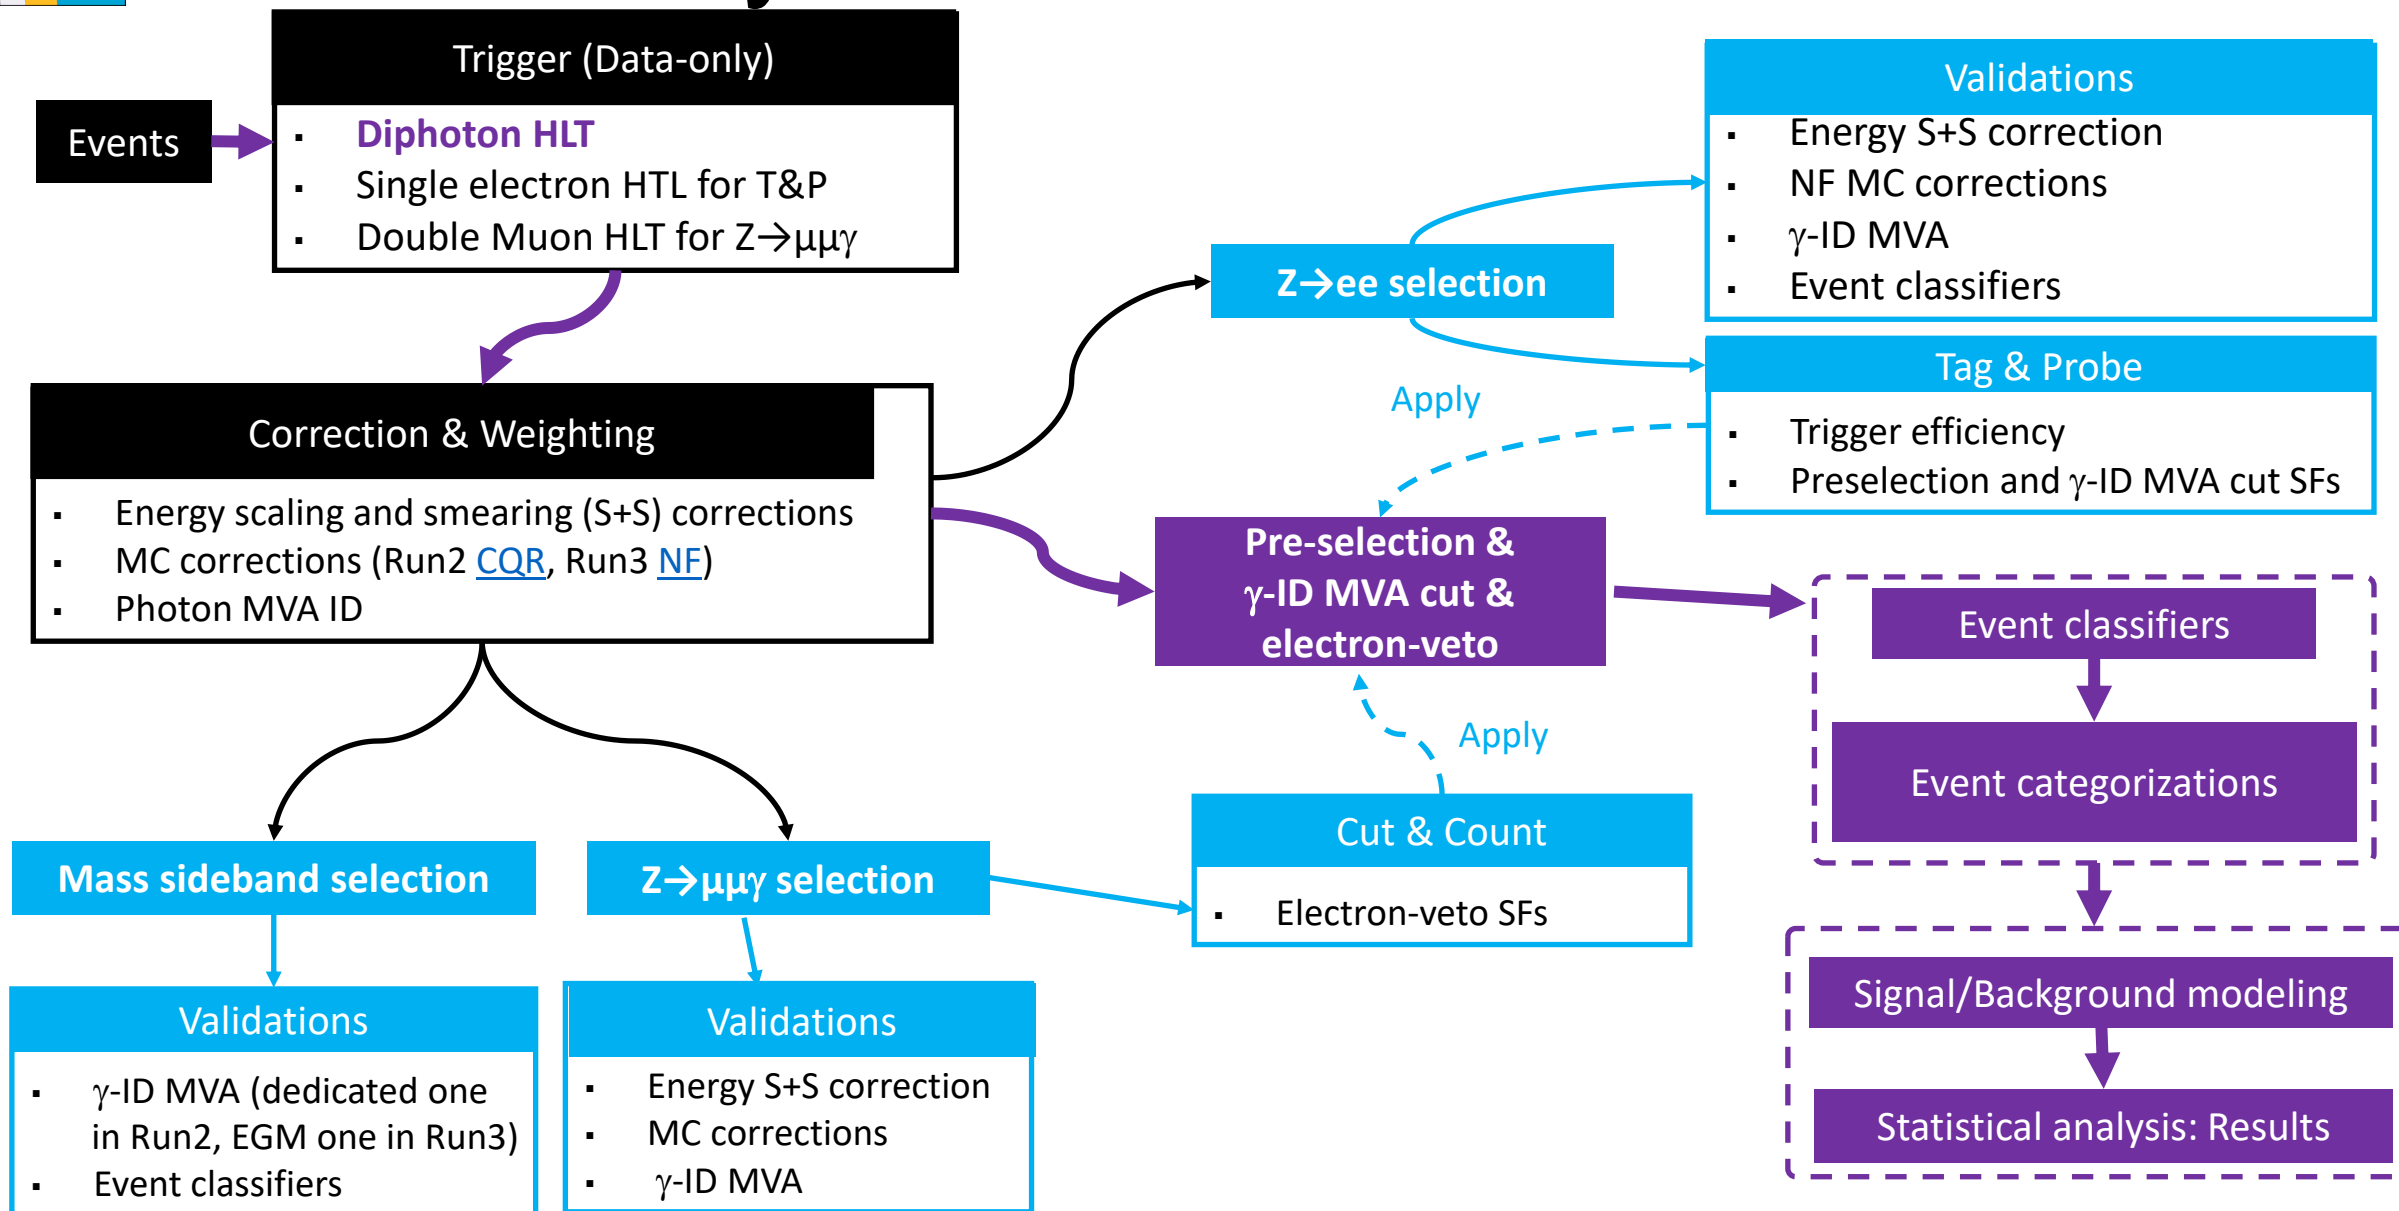 Trigger (Data-only)
Events
▪ Diphoton HLT
▪ Single electron HTL for T&P
▪ Double Muon HLT for Z→μμγ
Correction & Weighting
▪ Energy scaling and smearing (S+S) corrections
▪ MC corrections (Run2 CQR, Run3 NF)
▪ Photon MVA ID
Z→ee selection
Validations
▪ Energy S+S correction
▪ NF MC corrections
▪ γ-ID MVA
▪ Event classifiers
Tag & Probe
▪ Trigger efficiency
▪ Preselection and γ-ID MVA cut SFs
Apply
Pre-selection &
γ-ID MVA cut &
electron-veto
Apply
Event classifiers
Event categorizations
Mass sideband selection
Z→μμγ selection
Cut & Count
▪ Electron-veto SFs
Validations
▪ γ-ID MVA (dedicated one
in Run2, EGM one in Run3)
▪ Event classifiers
Validations
▪ Energy S+S correction
▪ MC corrections
▪ γ-ID MVA
Signal/Background modeling
Statistical analysis: Results